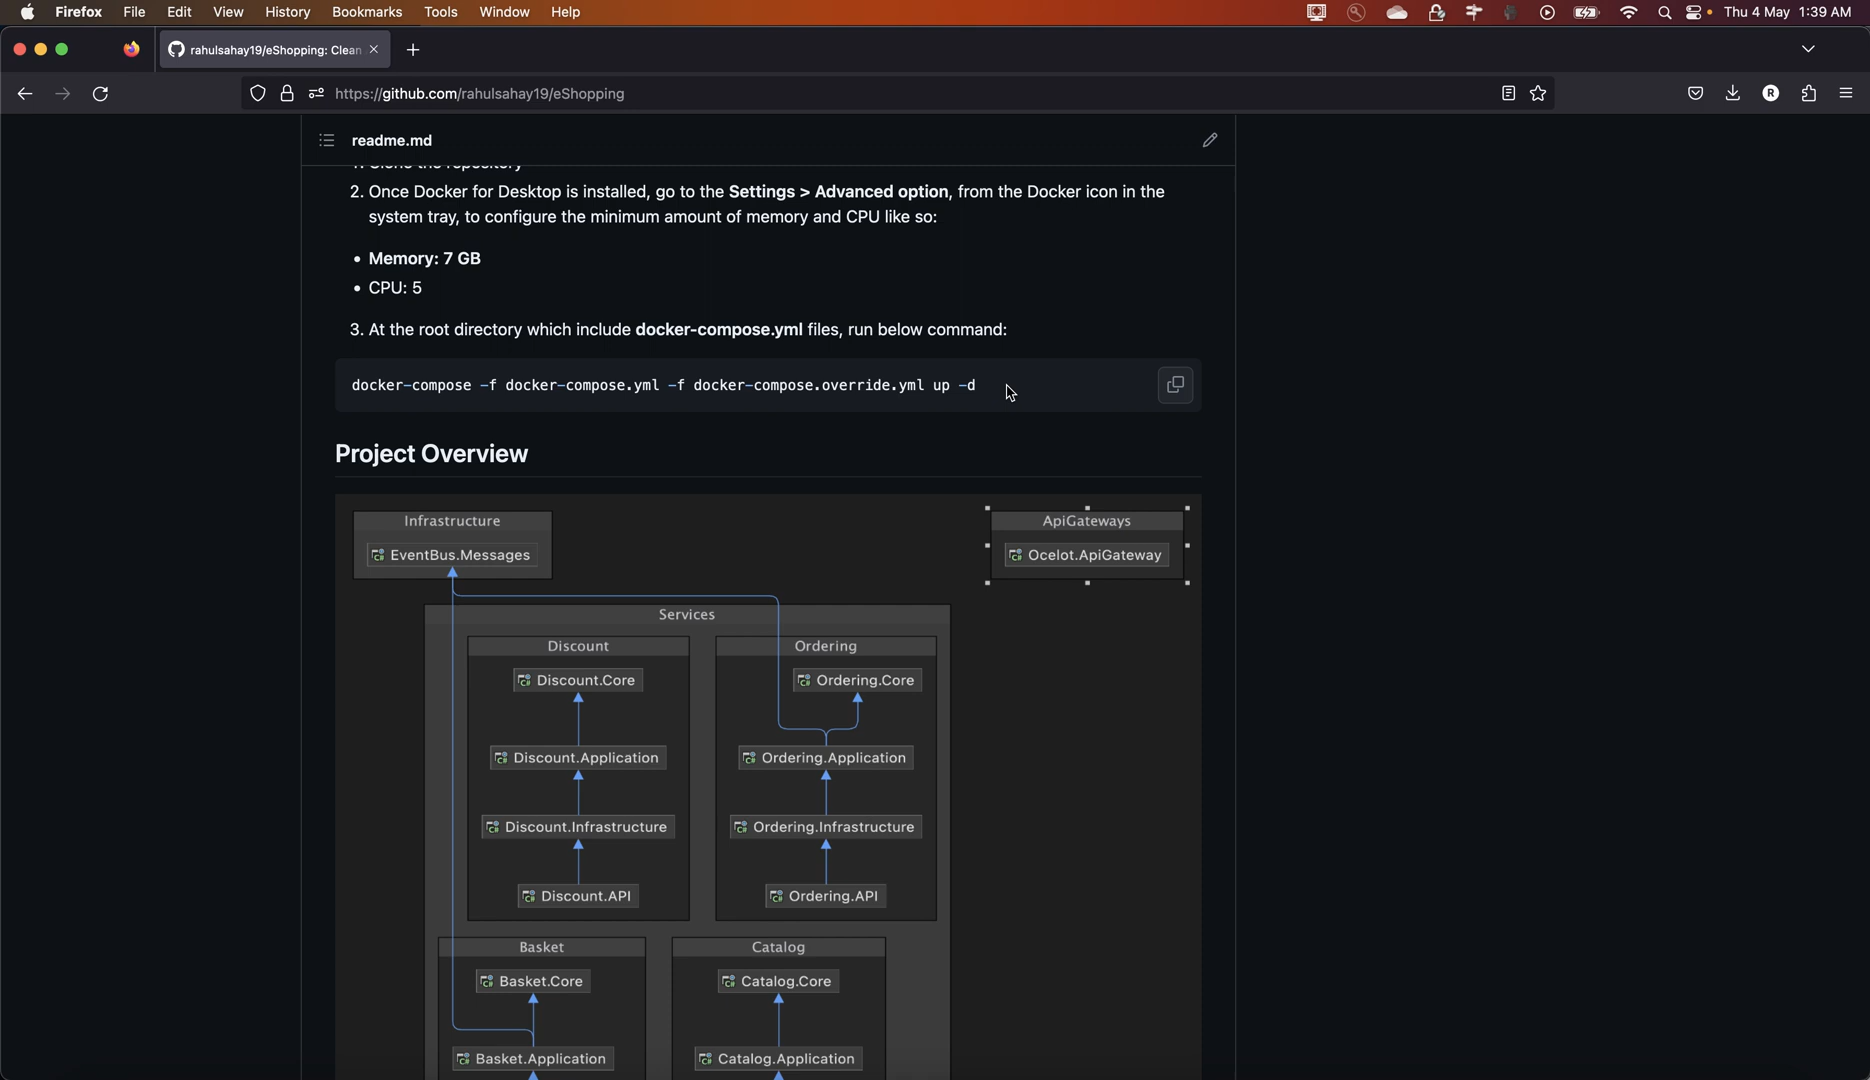 Firefox File Edit View History Bookmarks Tools Window Help Thu 4 May 1:39 AM
rahulsahay19/eShopping: Clean
https://github.com/rahulsahay19/eShopping R
readme.md
1. Clone the repository
2. Once Docker for Desktop is installed, go to the Settings > Advanced option, from the Docker icon in the
system tray, to configure the minimum amount of memory and CPU like so:
• Memory: 7 GB
• CPU: 5
3. At the root directory which include docker-compose.yml files, run below command:
docker-compose -f docker-compose.yml -f docker-compose.override.yml up -d
Project Overview
Infrastructure
EventBus.Messages
ApiGateways
Ocelot.ApiGateway
Services
Discount
Discount.Core
Discount.Application
Discount.Infrastructure
Discount.API
Ordering
Ordering.Core
Ordering.Application
Ordering.Infrastructure
Ordering.API
Basket
Basket.Core
Basket.Application
Catalog
Catalog.Core
Catalog.Application